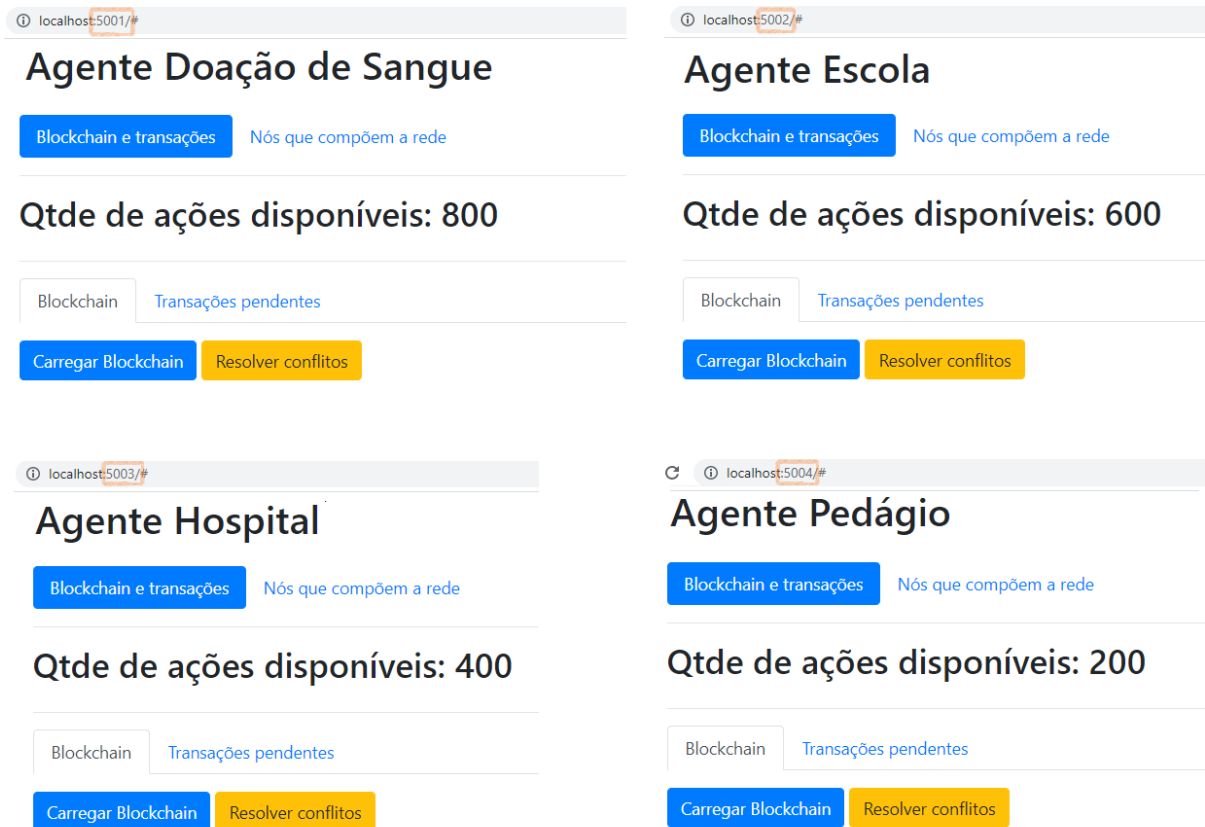 localhost:5001/#
Agente Doação de Sangue
Blockchain e transações Nós que compõem a rede
Qtde de ações disponíveis: 800
Blockchain Transações pendentes
Carregar Blockchain Resolver conflitos
localhost:5002/#
Agente Escola
Blockchain e transações Nós que compõem a rede
Qtde de ações disponíveis: 600
Blockchain Transações pendentes
Carregar Blockchain Resolver conflitos
localhost:5003/#
Agente Hospital
Blockchain e transações Nós que compõem a rede
Qtde de ações disponíveis: 400
Blockchain Transações pendentes
Carregar Blockchain Resolver conflitos
localhost:5004/#
Agente Pedágio
Blockchain e transações Nós que compõem a rede
Qtde de ações disponíveis: 200
Blockchain Transações pendentes
Carregar Blockchain Resolver conflitos